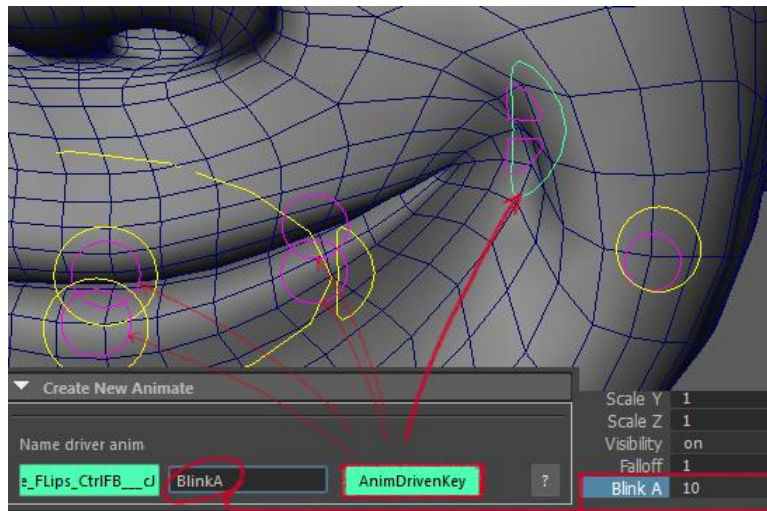 Create New Animate
Scale Y 1
Scale Z 1
Name driver anim
Visibility on
Falloff 1
e_FLips_CtrlFB___cJ BlinkA AnimDrivenKey ?
Blink A 10